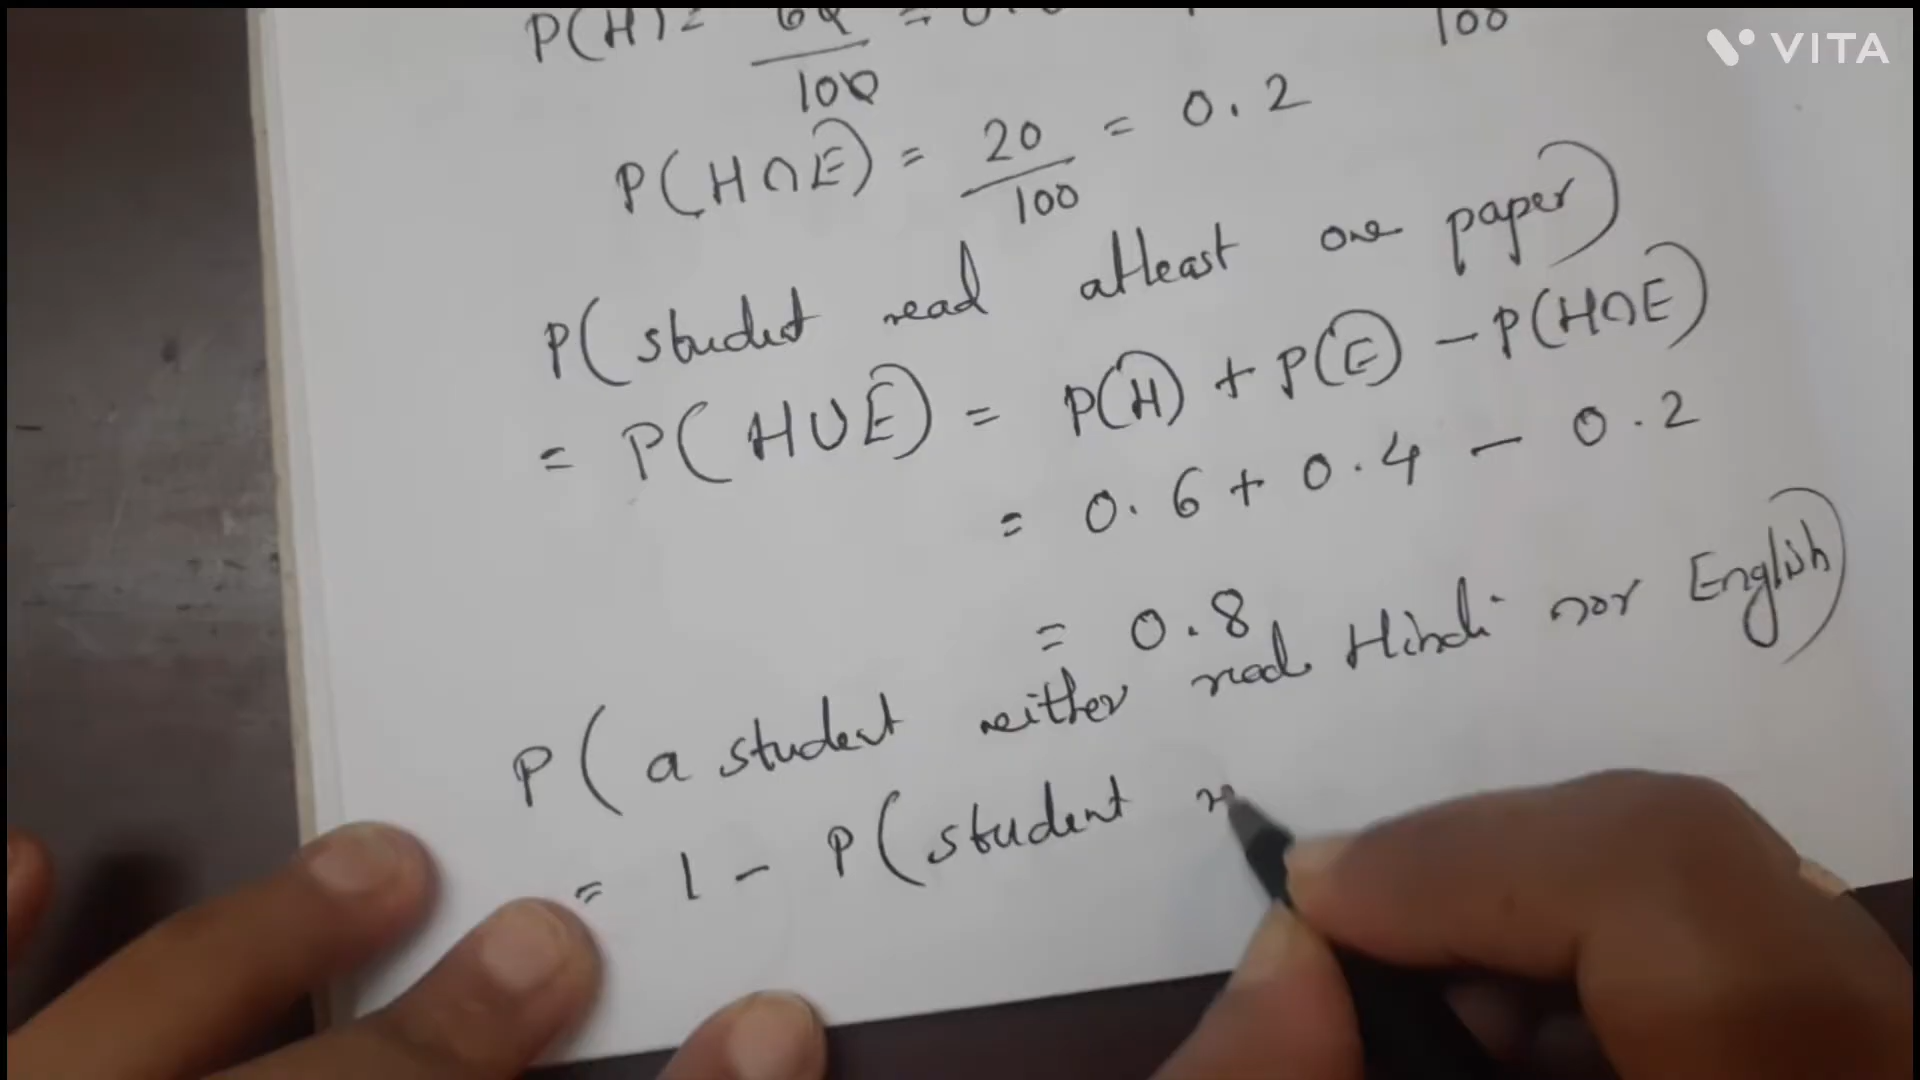 P(H) =
100
100
VITA
P(H∩E) = 20/100 = 0.2
P(student read atleast one paper)
= P(H∪E) = P(H) + P(E) - P(H∩E)
= 0.6 + 0.4 - 0.2
= 0.8
P(a student neither read Hindi nor English)
= 1 - P(student